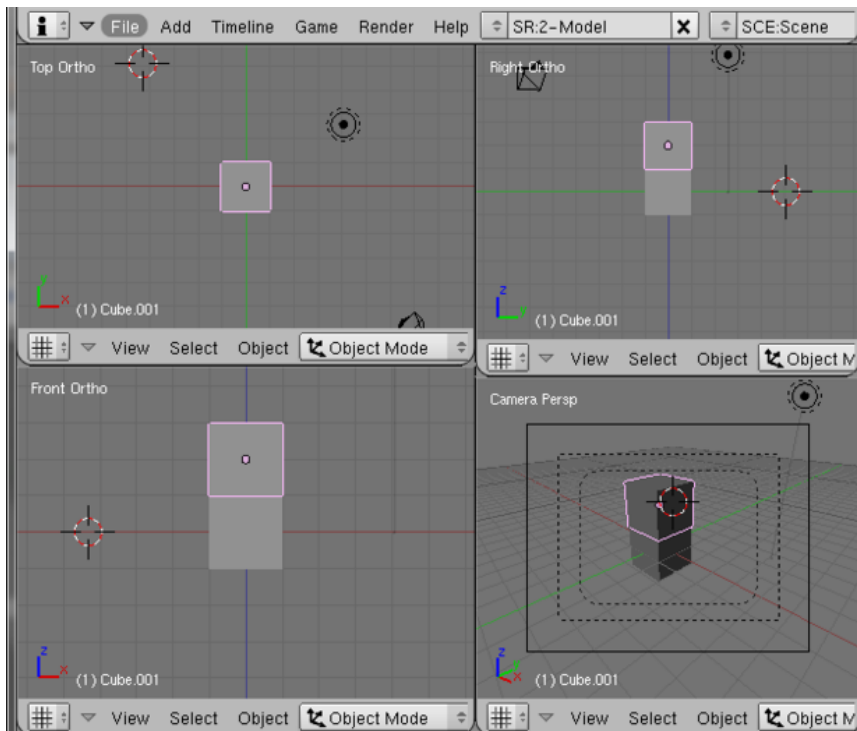 File Add Timeline Game Render Help SR:2-Model SCE:Scene
Top Ortho
y
x
(1) Cube.001
View Select Object Object Mode
Right Ortho
z
y
(1) Cube.001
View Select Object Object M
Front Ortho
z
x
(1) Cube.001
View Select Object Object Mode
Camera Persp
z
y
x
(1) Cube.001
View Select Object Object M